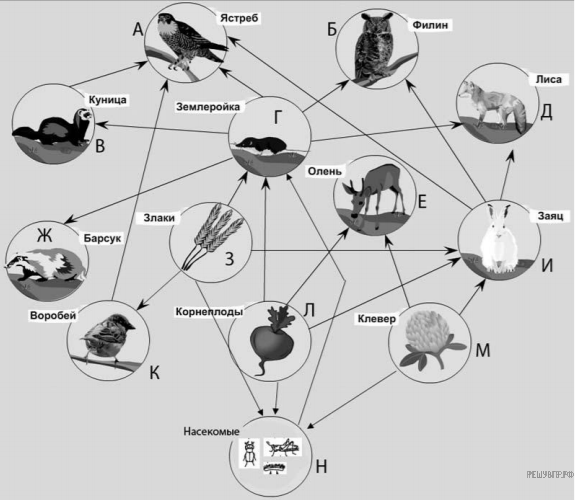 Ястреб
А
Б
Филин
Куница
В
Землеройка
Г
Лиса
Д
Олень
Е
Ж
Барсук
Злаки
З
Заяц
И
Воробей
К
Корнеплоды
Л
Клевер
М
Насекомые
Н
РЕШУВПР.РФ